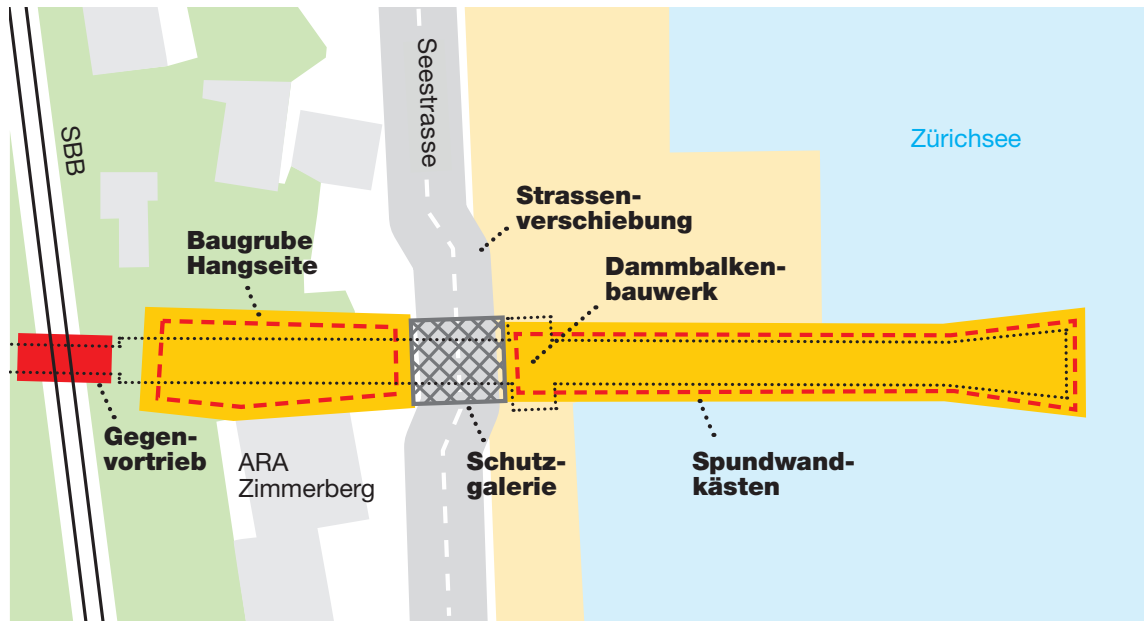 Seestrasse
SBB
Zürichsee
Strassen-
verschiebung
Baugrube
Hangseite
Dammbalken-
bauwerk
Gegen-
vortrieb
ARA
Zimmerberg
Schutz-
galerie
Spundwand-
kästen